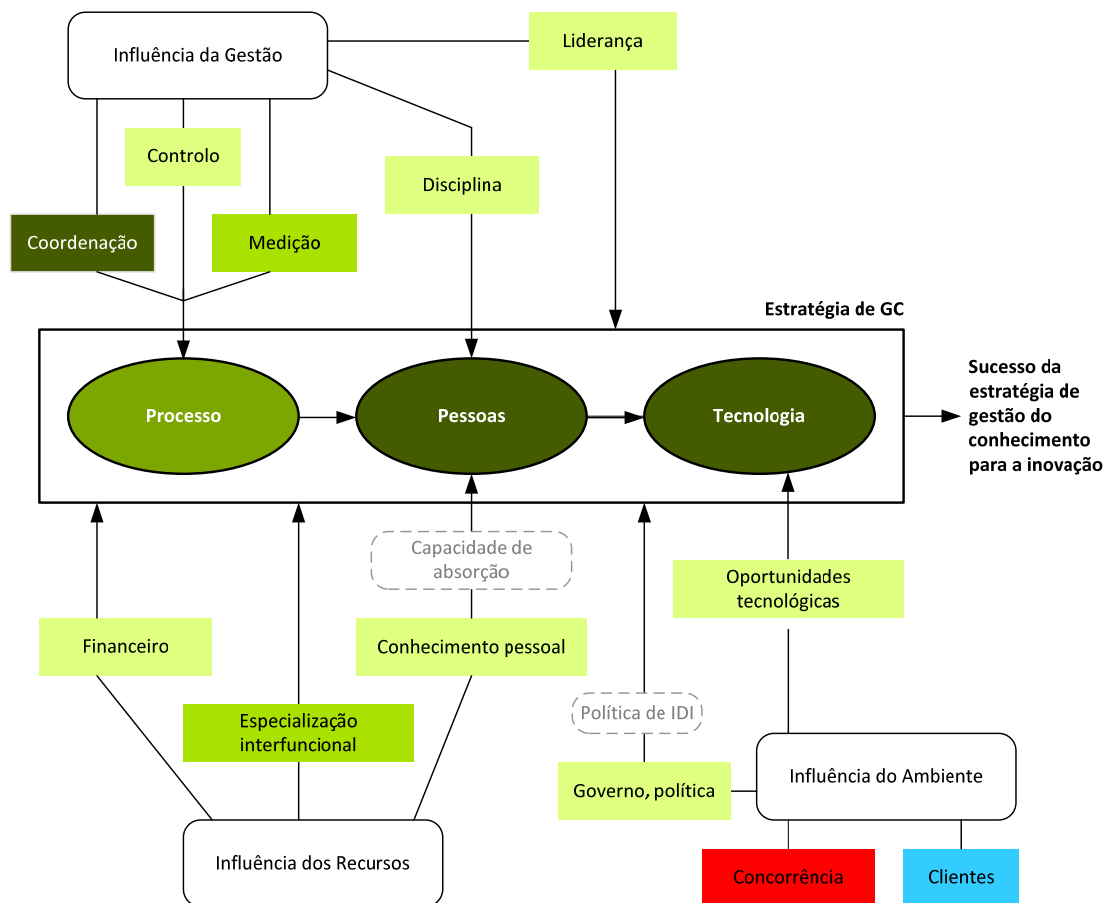 Influência da Gestão
Liderança
Controlo
Disciplina
Coordenação
Medição
Estratégia de GC
Processo
Pessoas
Tecnologia
Sucesso da
estratégia de
gestão do
conhecimento
para a inovação
Capacidade de
absorção
Oportunidades
tecnológicas
Financeiro
Conhecimento pessoal
Especialização
interfuncional
Política de IDI
Governo, política
Influência do Ambiente
Influência dos Recursos
Concorrência
Clientes